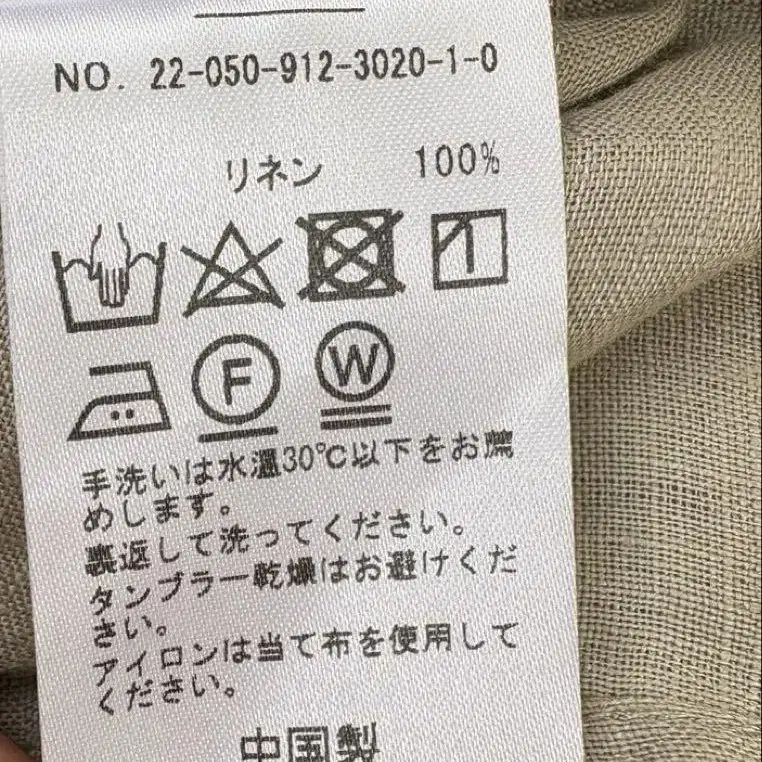 NO. 22-050-912-3020-1-0
リネン 100%
F W
手洗いは水温30℃以下をお薦
めします。
裏返して洗ってください。
タンブラー乾燥はお避けくだ
さい。
アイロンは当て布を使用して
ください。
中国製